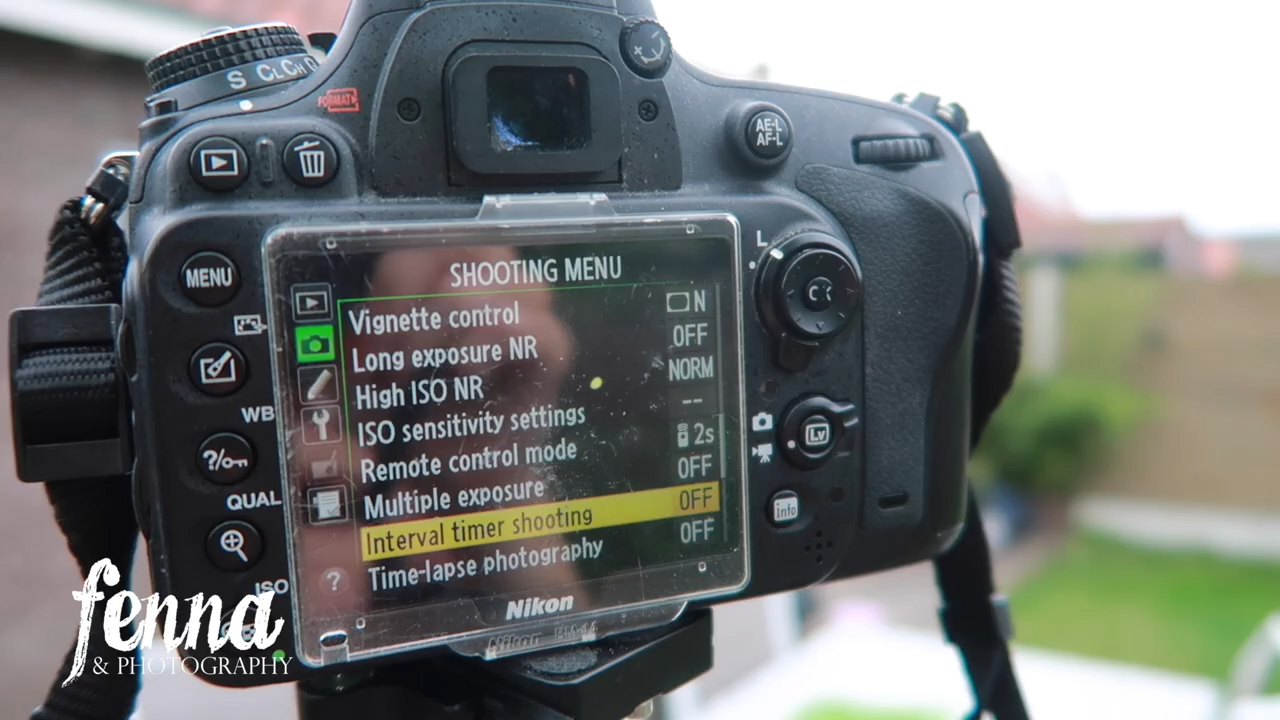 S CL CH Q
FORMAT
AE-L
AF-L
MENU
L
SHOOTING MENU
Vignette control N
Long exposure NR OFF
High ISO NR NORM
ISO sensitivity settings --
Remote control mode 2s
Multiple exposure OFF
Interval timer shooting OFF
Time-lapse photography OFF
?
WB
?/
QUAL
ISO
OK
Lv
info
Nikon
Nikon
fenna
& PHOTOGRAPHY